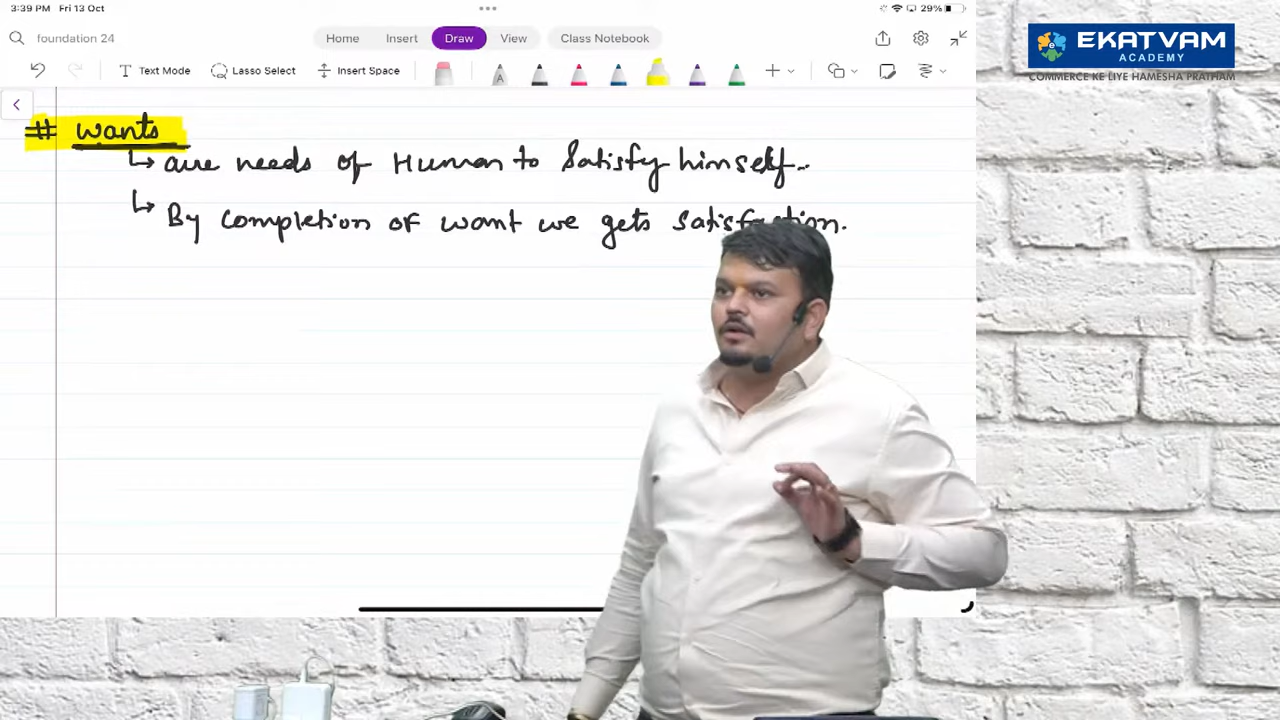 3:39 PM Fri 13 Oct
29%
foundation 24
Home Insert Draw View Class Notebook
Text Mode Lasso Select Insert Space
EKATVAM
ACADEMY
COMMERCE KE LIYE HAMESHA PRATHAM
# Wants
↳ are needs of Human to Satisfy himself.
↳ By completion of want we gets Satisfaction.